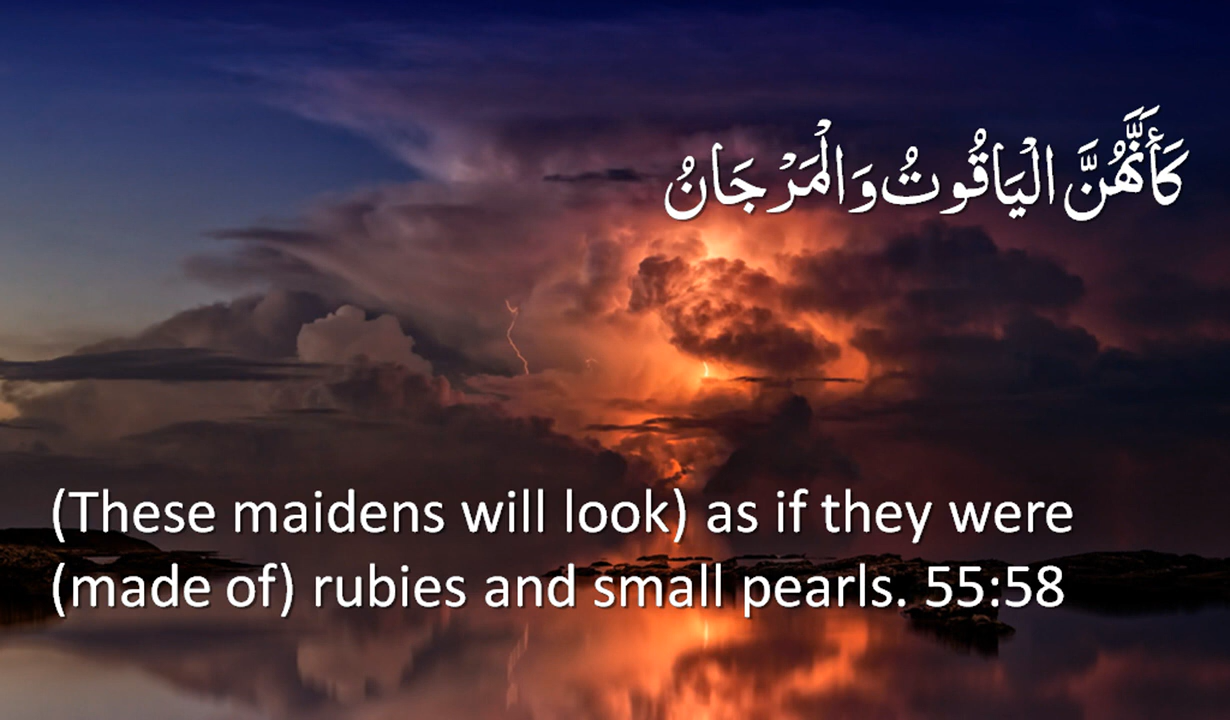 كَأَنَّهُنَّ الْيَاقُوتُ وَالْمَرْجَانُ
(These maidens will look) as if they were
(made of) rubies and small pearls. 55:58